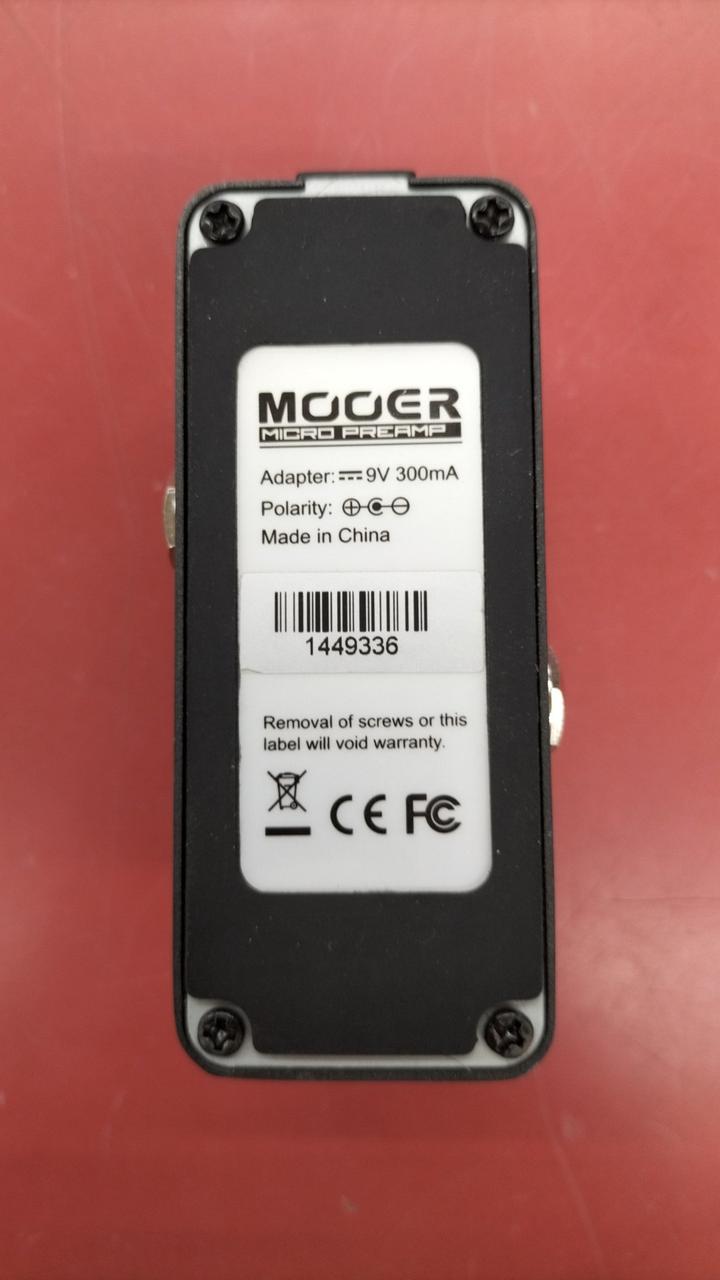 MOOER
MICRO PREAMP
Adapter: ⎓ 9V 300mA
Polarity:
Made in China
1449336
Removal of screws or this
label will void warranty.
CE FC